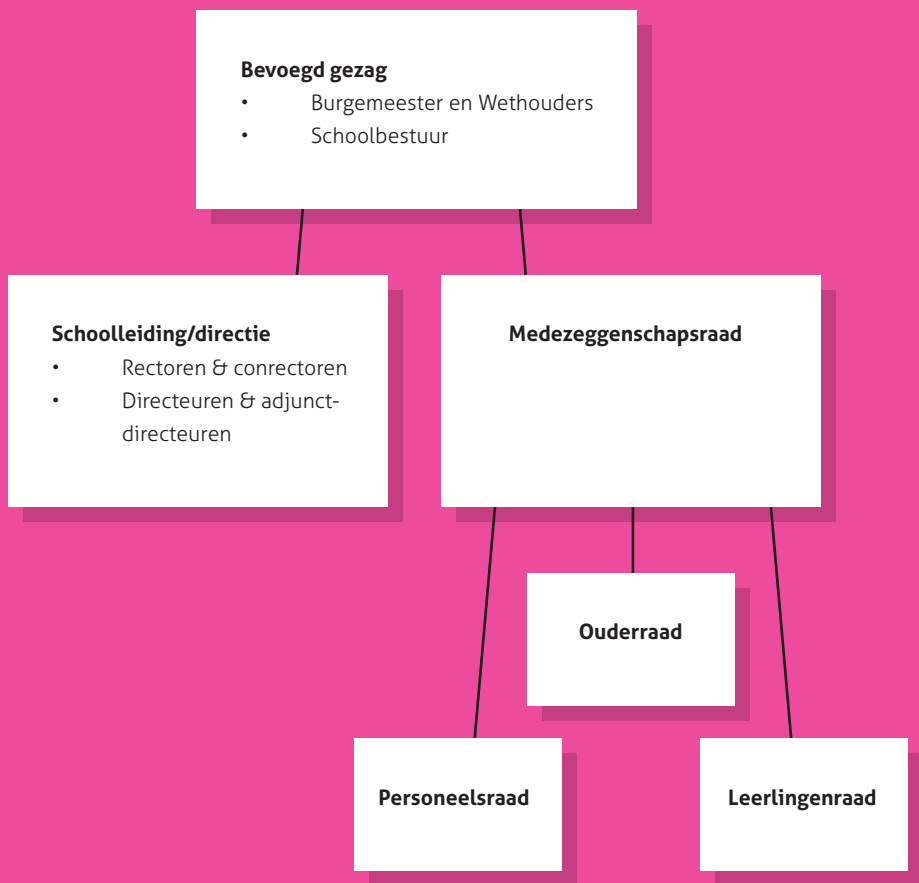 Bevoegd gezag
• Burgemeester en Wethouders
• Schoolbestuur
Schoolleiding/directie
• Rectoren & conrectoren
• Directeuren & adjunct-
directeuren
Medezeggenschapsraad
Ouderraad
Personeelsraad
Leerlingenraad